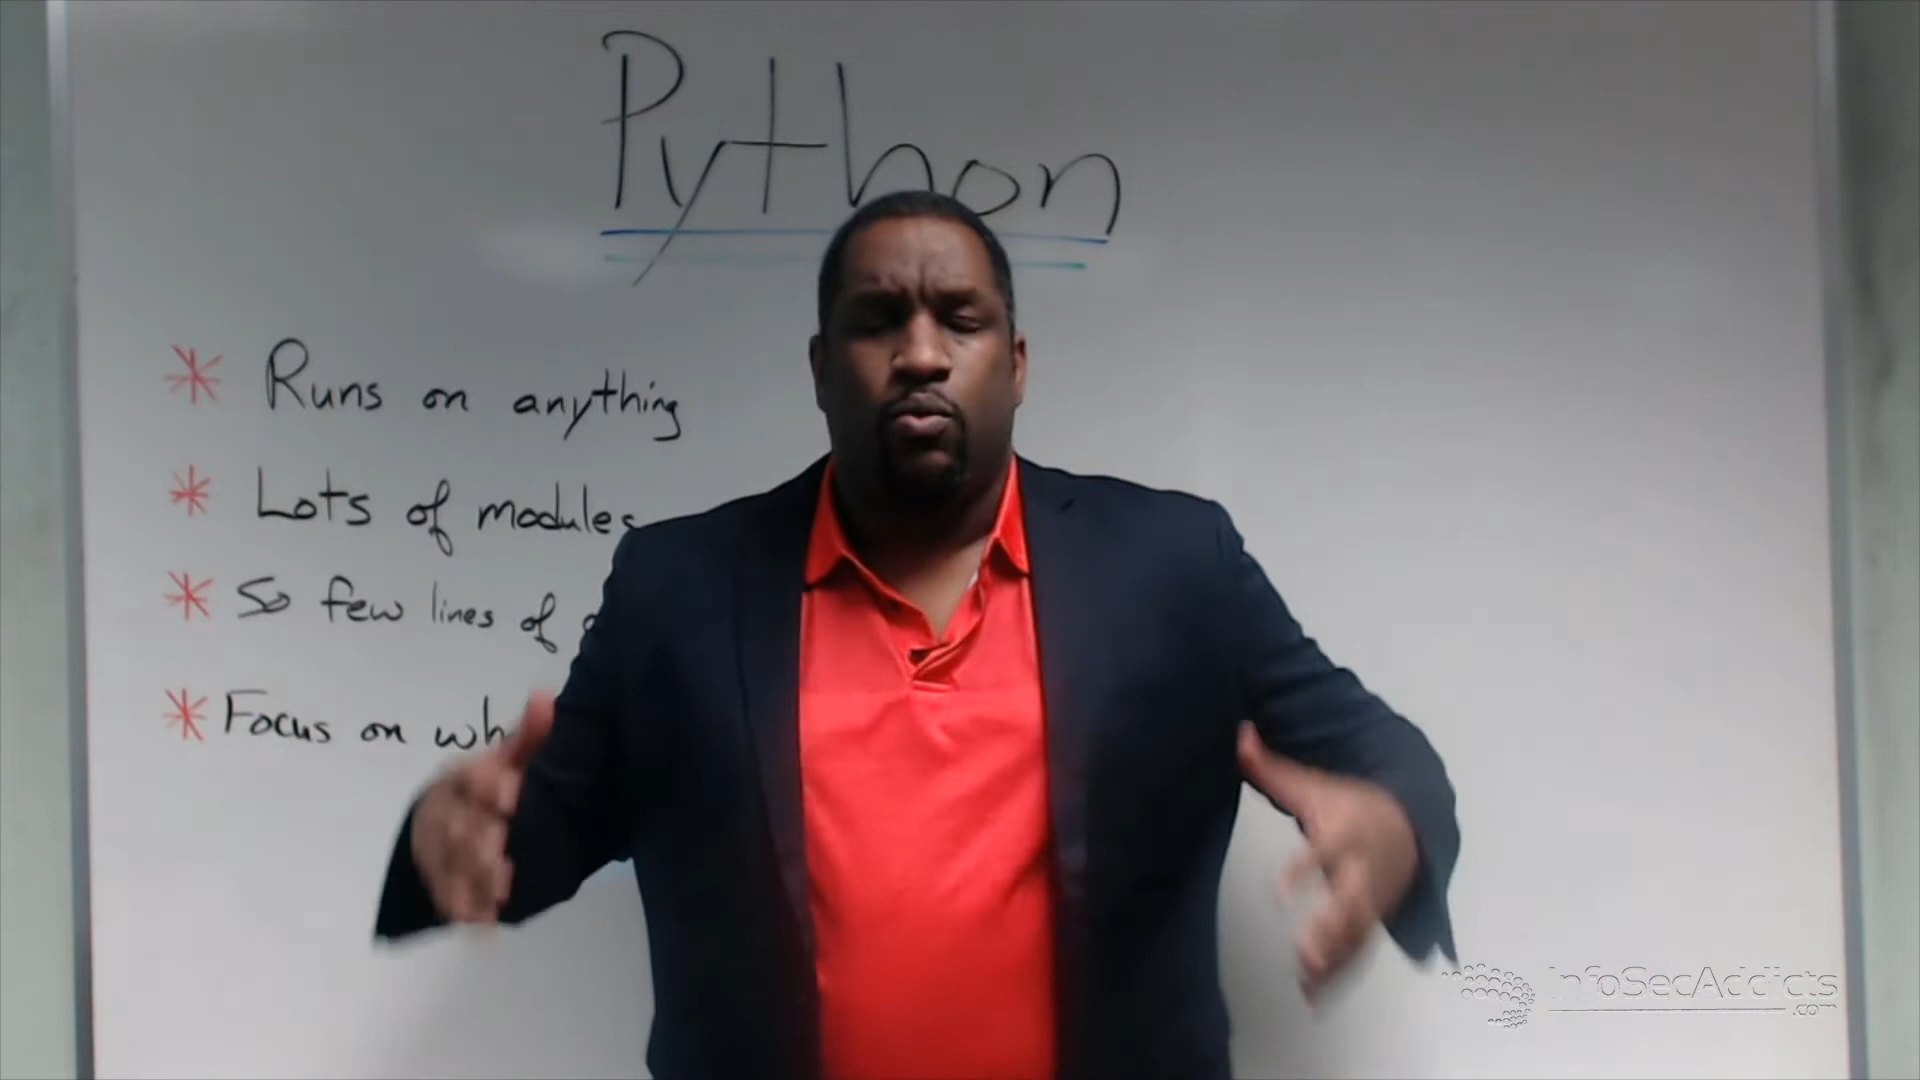 Python
* Runs on anything
* Lots of modules
* So few lines of
* Focus on
InfoSecAddicts
.com